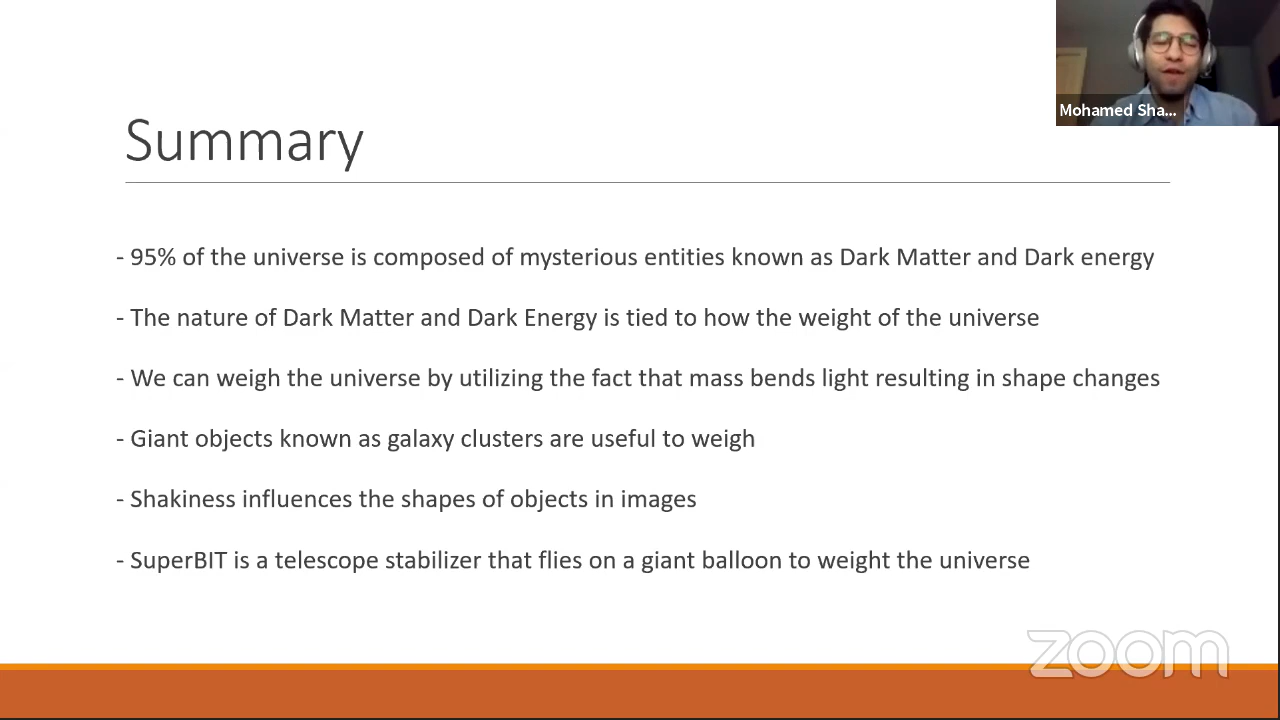 Mohamed Sha...
Summary
- 95% of the universe is composed of mysterious entities known as Dark Matter and Dark energy
- The nature of Dark Matter and Dark Energy is tied to how the weight of the universe
- We can weigh the universe by utilizing the fact that mass bends light resulting in shape changes
- Giant objects known as galaxy clusters are useful to weigh
- Shakiness influences the shapes of objects in images
- SuperBIT is a telescope stabilizer that flies on a giant balloon to weight the universe
zoom